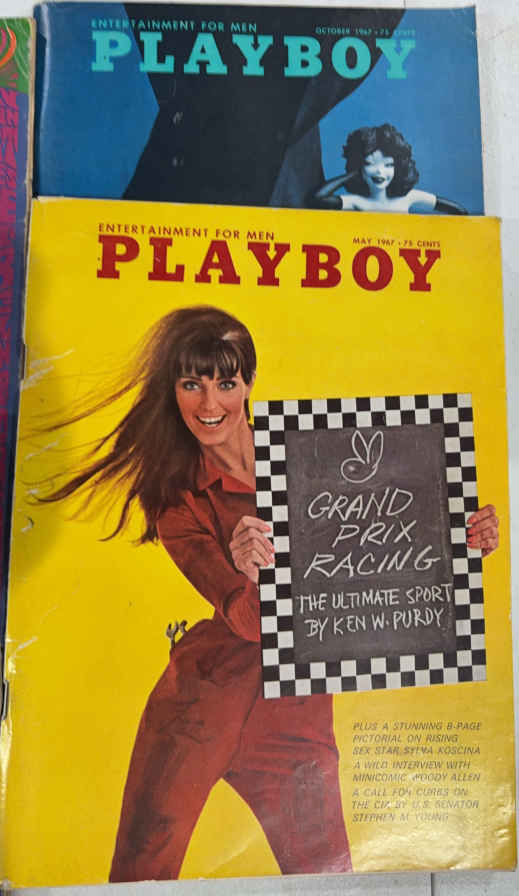 ENTERTAINMENT FOR MEN
OCTOBER 1967 • 75 CENTS
PLAYBOY
ENTERTAINMENT FOR MEN
MAY 1967 • 75 CENTS
PLAYBOY
GRAND
PRIX
RACING
THE ULTIMATE SPORT
BY KEN W. PURDY
PLUS A STUNNING 8-PAGE
PICTORIAL ON RISING
SEX STAR SYLVA KOSCINA
A WILD INTERVIEW WITH
MINICOMIC WOODY ALLEN
A CALL FOR CURBS ON
THE CIA BY U.S. SENATOR
STEPHEN M. YOUNG